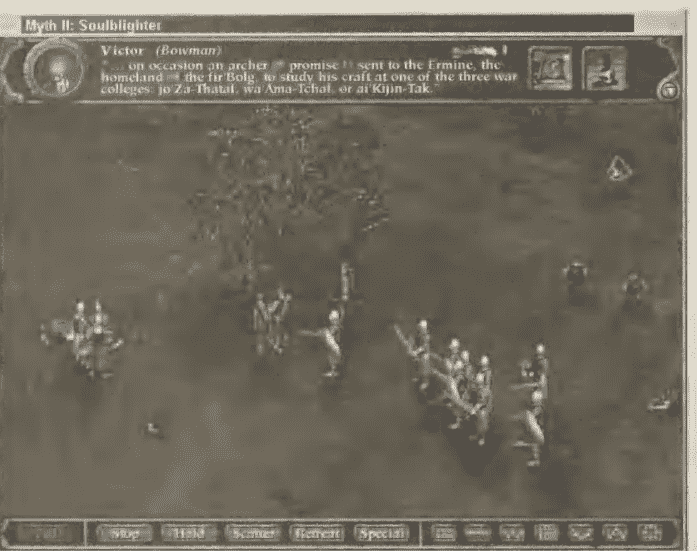 Myth II: Soulblighter
Victor (Bowman)
on occasion an archer promise sent to the Ermine, the
homeland the fir'Bolg, to study his craft at one of the three war
colleges: jo'Za-Thatal, wa'Ama-Tchal, or ai'Kijin-Tak."
Stop Hold Scatter Retreat Special